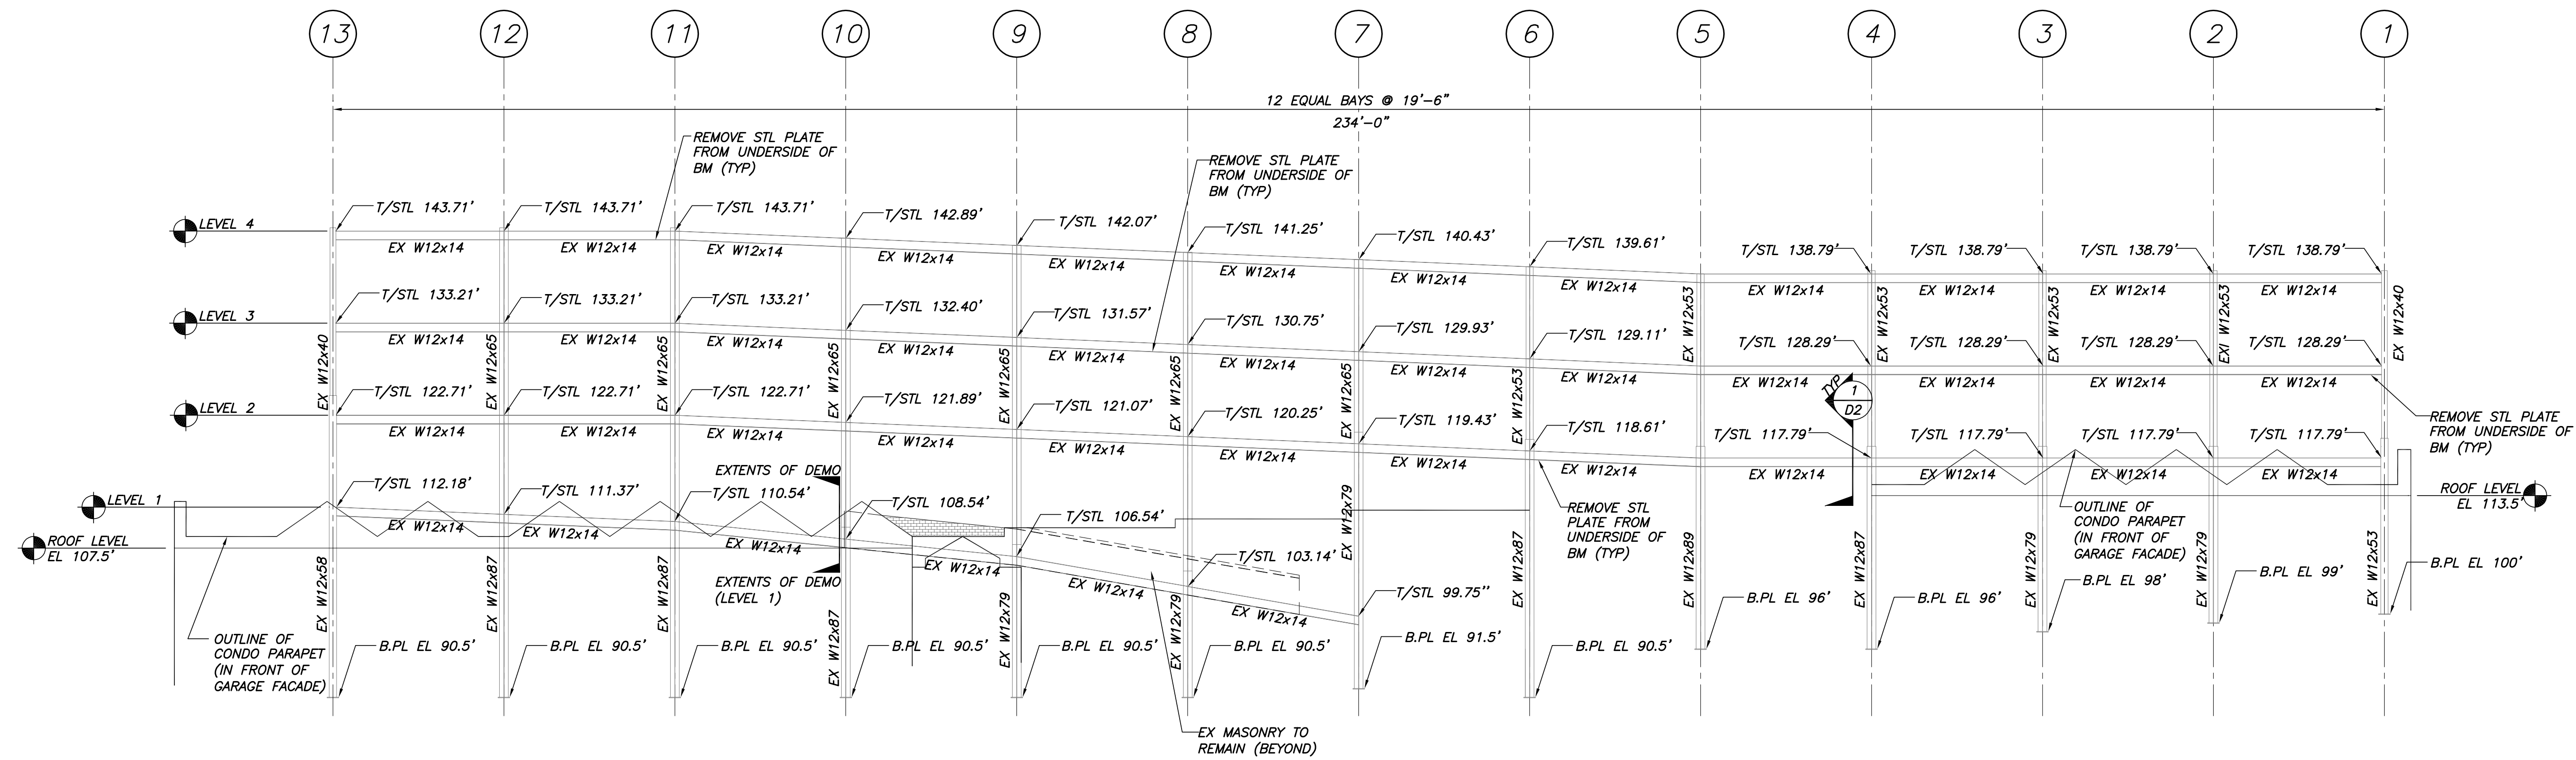 13 12 11 10 9 8 7 6 5 4 3 2 1
12 EQUAL BAYS @ 19'-6"
234'-0"
REMOVE STL PLATE
FROM UNDERSIDE OF
BM (TYP)
REMOVE STL PLATE
FROM UNDERSIDE OF
BM (TYP)
LEVEL 4
T/STL 143.71'
T/STL 143.71'
T/STL 143.71'
T/STL 142.89'
T/STL 142.07'
T/STL 141.25'
T/STL 140.43'
T/STL 139.61'
T/STL 138.79'
T/STL 138.79'
T/STL 138.79'
T/STL 138.79'
EX W12x14
EX W12x14
EX W12x14
EX W12x14
EX W12x14
EX W12x14
EX W12x14
EX W12x14
EX W12x14
EX W12x14
EX W12x14
EX W12x14
LEVEL 3
T/STL 133.21'
T/STL 133.21'
T/STL 133.21'
T/STL 132.40'
T/STL 131.57'
T/STL 130.75'
T/STL 129.93'
T/STL 129.11'
T/STL 128.29'
T/STL 128.29'
T/STL 128.29'
T/STL 128.29'
EX W12x14
EX W12x14
EX W12x14
EX W12x14
EX W12x14
EX W12x14
EX W12x14
EX W12x14
EX W12x14
EX W12x14
EX W12x14
EX W12x14
EX W12x40
EX W12x65
EX W12x65
EX W12x65
EX W12x65
EX W12x65
EX W12x65
EX W12x53
EX W12x53
EX W12x53
EX W12x53
EXI W12x53
EX W12x40
LEVEL 2
T/STL 122.71'
T/STL 122.71'
T/STL 122.71'
T/STL 121.89'
T/STL 121.07'
T/STL 120.25'
T/STL 119.43'
T/STL 118.61'
T/STL 117.79'
T/STL 117.79'
T/STL 117.79'
T/STL 117.79'
TYP
1
D2
EX W12x14
EX W12x14
EX W12x14
EX W12x14
EX W12x14
EX W12x14
EX W12x14
EX W12x14
EX W12x14
EX W12x14
EX W12x14
EX W12x14
REMOVE STL PLATE
FROM UNDERSIDE OF
BM (TYP)
EXTENTS OF DEMO
LEVEL 1
T/STL 112.18'
T/STL 111.37'
T/STL 110.54'
T/STL 108.54'
T/STL 106.54'
T/STL 103.14'
T/STL 99.75''
EX W12x14
EX W12x14
EX W12x14
EX W12x14
EX W12x14
EX W12x14
REMOVE STL
PLATE FROM
UNDERSIDE OF
BM (TYP)
OUTLINE OF
CONDO PARAPET
(IN FRONT OF
GARAGE FACADE)
ROOF LEVEL
EL 113.5'
ROOF LEVEL
EL 107.5'
EXTENTS OF DEMO
(LEVEL 1)
EX W12x58
EX W12x87
EX W12x87
EX W12x87
EX W12x79
EX W12x79
EX W12x79
EX W12x87
EX W12x89
EX W12x87
EX W12x79
EX W12x79
EX W12x53
OUTLINE OF
CONDO PARAPET
(IN FRONT OF
GARAGE FACADE)
B.PL EL 90.5'
B.PL EL 90.5'
B.PL EL 90.5'
B.PL EL 90.5'
B.PL EL 90.5'
B.PL EL 90.5'
B.PL EL 91.5'
B.PL EL 90.5'
B.PL EL 96'
B.PL EL 96'
B.PL EL 98'
B.PL EL 99'
B.PL EL 100'
EX MASONRY TO
REMAIN (BEYOND)